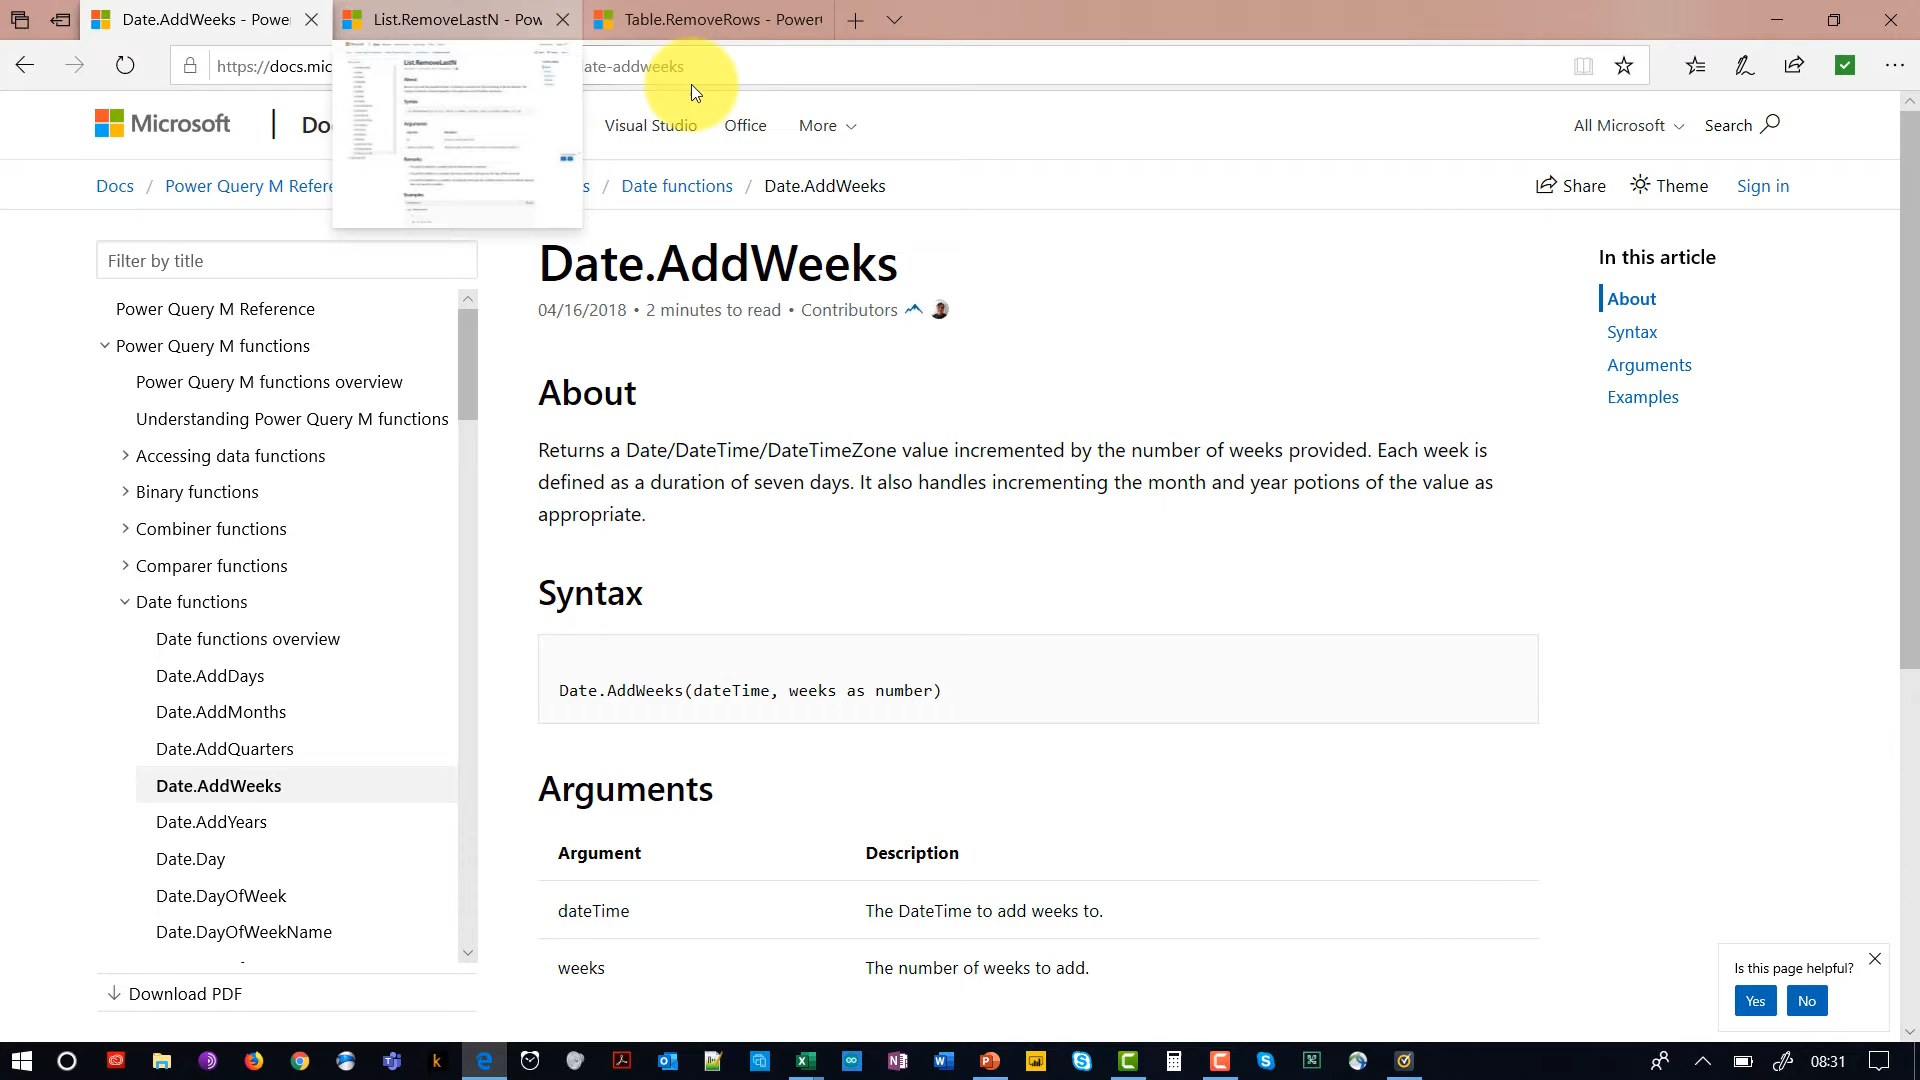 Date.AddWeeks - Power
List.RemoveLastN - Pow
Table.RemoveRows - Power
https://docs.mic
ate-addweeks
Microsoft
Do
Visual Studio
Office
More
All Microsoft
Search
Docs / Power Query M Refere
s / Date functions / Date.AddWeeks
Share
Theme
Sign in
List.RemoveLastN
About
Syntax
Arguments
Remarks
Examples
Filter by title
Power Query M Reference
Power Query M functions
Power Query M functions overview
Understanding Power Query M functions
Accessing data functions
Binary functions
Combiner functions
Comparer functions
Date functions
Date functions overview
Date.AddDays
Date.AddMonths
Date.AddQuarters
Date.AddWeeks
Date.AddYears
Date.Day
Date.DayOfWeek
Date.DayOfWeekName
Download PDF
Date.AddWeeks
04/16/2018 • 2 minutes to read • Contributors
About
Returns a Date/DateTime/DateTimeZone value incremented by the number of weeks provided. Each week is
defined as a duration of seven days. It also handles incrementing the month and year potions of the value as
appropriate.
Syntax
Date.AddWeeks(dateTime, weeks as number)
Arguments
Argument Description
dateTime The DateTime to add weeks to.
weeks The number of weeks to add.
In this article
About
Syntax
Arguments
Examples
Is this page helpful?
Yes No
08:31